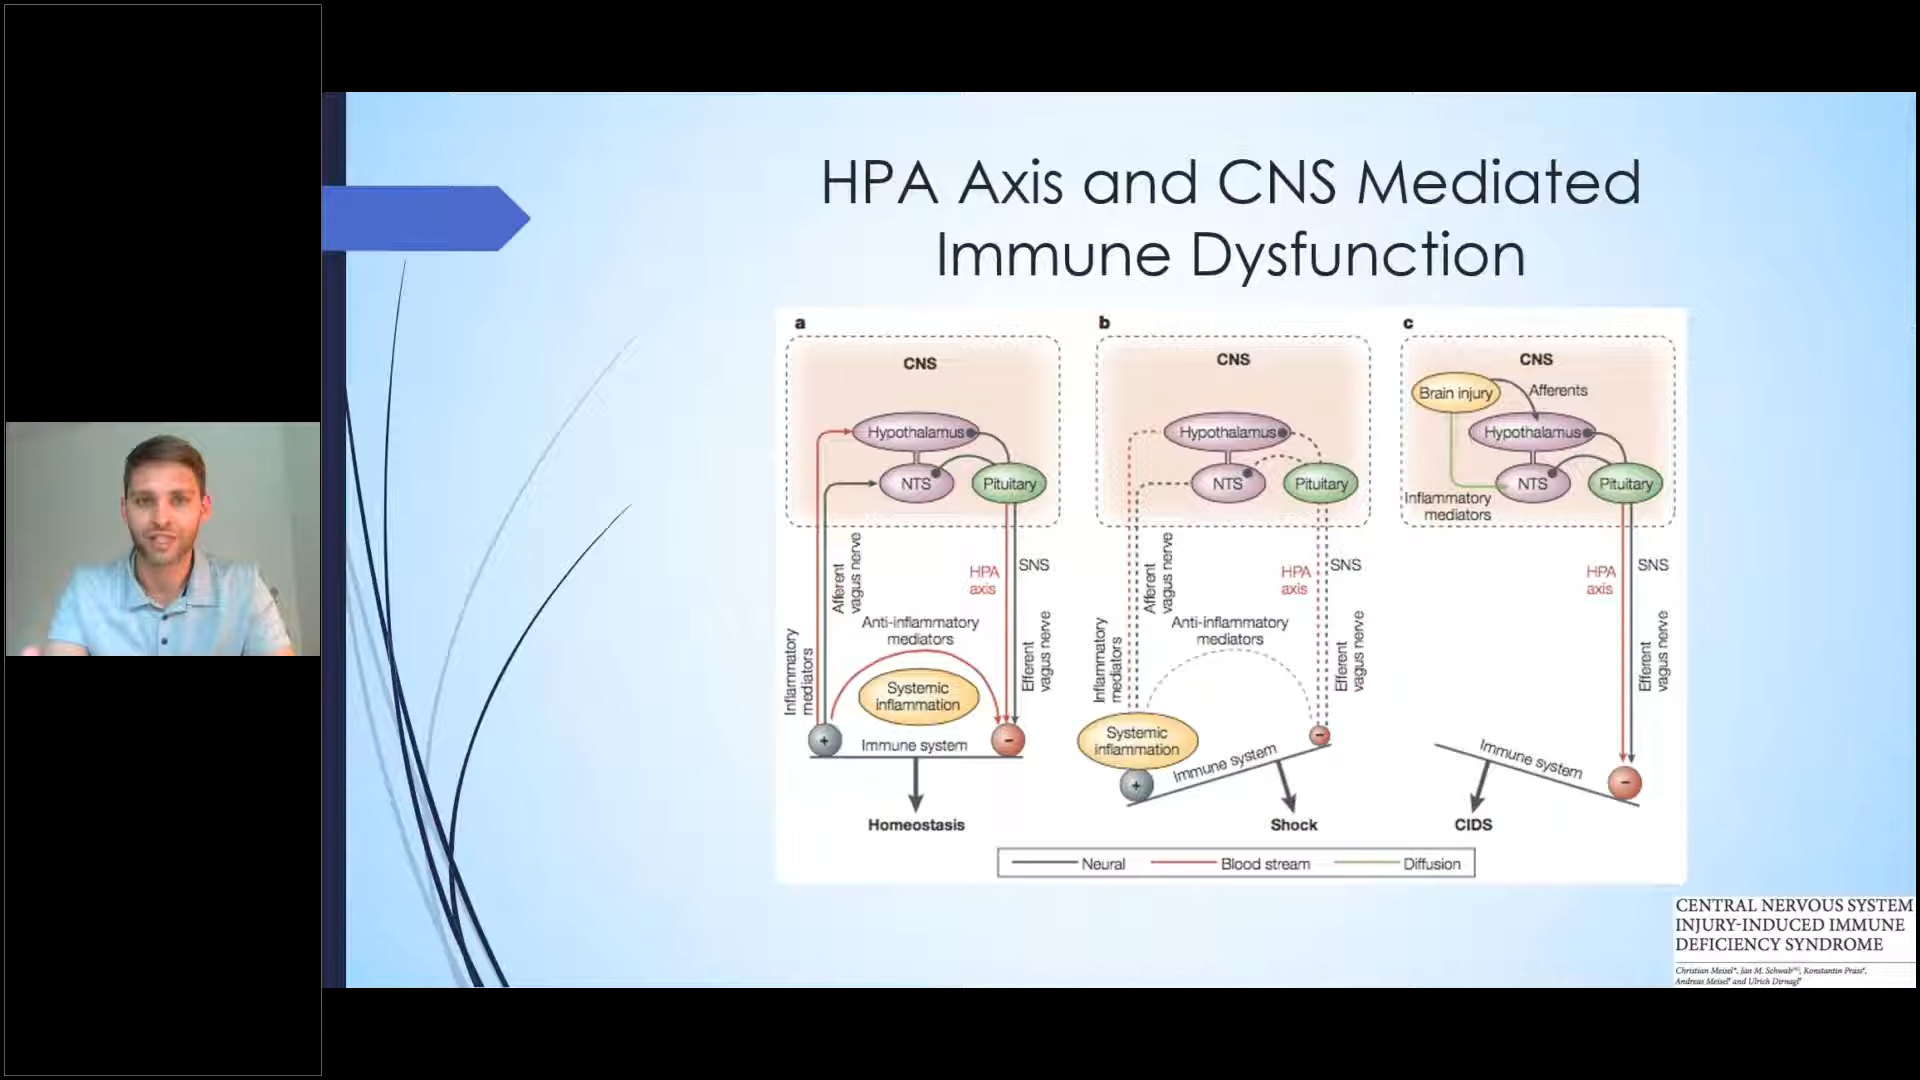 HPA Axis and CNS Mediated
Immune Dysfunction
a
CNS
Hypothalamus
NTS
Pituitary
Afferent
vagus nerve
HPA
axis
SNS
Inflammatory
mediators
Anti-inflammatory
mediators
Efferent
vagus nerve
Systemic
inflammation
+
Immune system
-
Homeostasis
b
CNS
Hypothalamus
NTS
Pituitary
Afferent
vagus nerve
HPA
axis
SNS
Inflammatory
mediators
Anti-inflammatory
mediators
Efferent
vagus nerve
Systemic
inflammation
+
Immune system
-
Shock
c
CNS
Brain injury
Afferents
Hypothalamus
NTS
Pituitary
Inflammatory
mediators
HPA
axis
SNS
Efferent
vagus nerve
Immune system
-
CIDS
Neural
Blood stream
Diffusion
CENTRAL NERVOUS SYSTEM
INJURY-INDUCED IMMUNE
DEFICIENCY SYNDROME
Christian Meisel*, Jan M. Schwab, Konstantin Prass,
Andreas Meisel and Ulrich Dirnagl